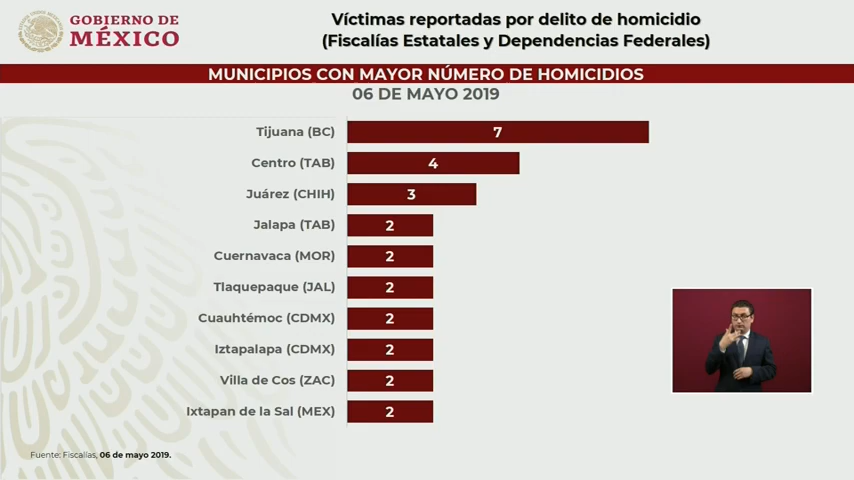 GOBIERNO DE
MÉXICO
Víctimas reportadas por delito de homicidio
(Fiscalías Estatales y Dependencias Federales)
MUNICIPIOS CON MAYOR NÚMERO DE HOMICIDIOS
06 DE MAYO 2019
Tijuana (BC) 7
Centro (TAB) 4
Juárez (CHIH) 3
Jalapa (TAB) 2
Cuernavaca (MOR) 2
Tlaquepaque (JAL) 2
Cuauhtémoc (CDMX) 2
Iztapalapa (CDMX) 2
Villa de Cos (ZAC) 2
Ixtapan de la Sal (MEX) 2
Fuente: Fiscalías, 06 de mayo 2019.